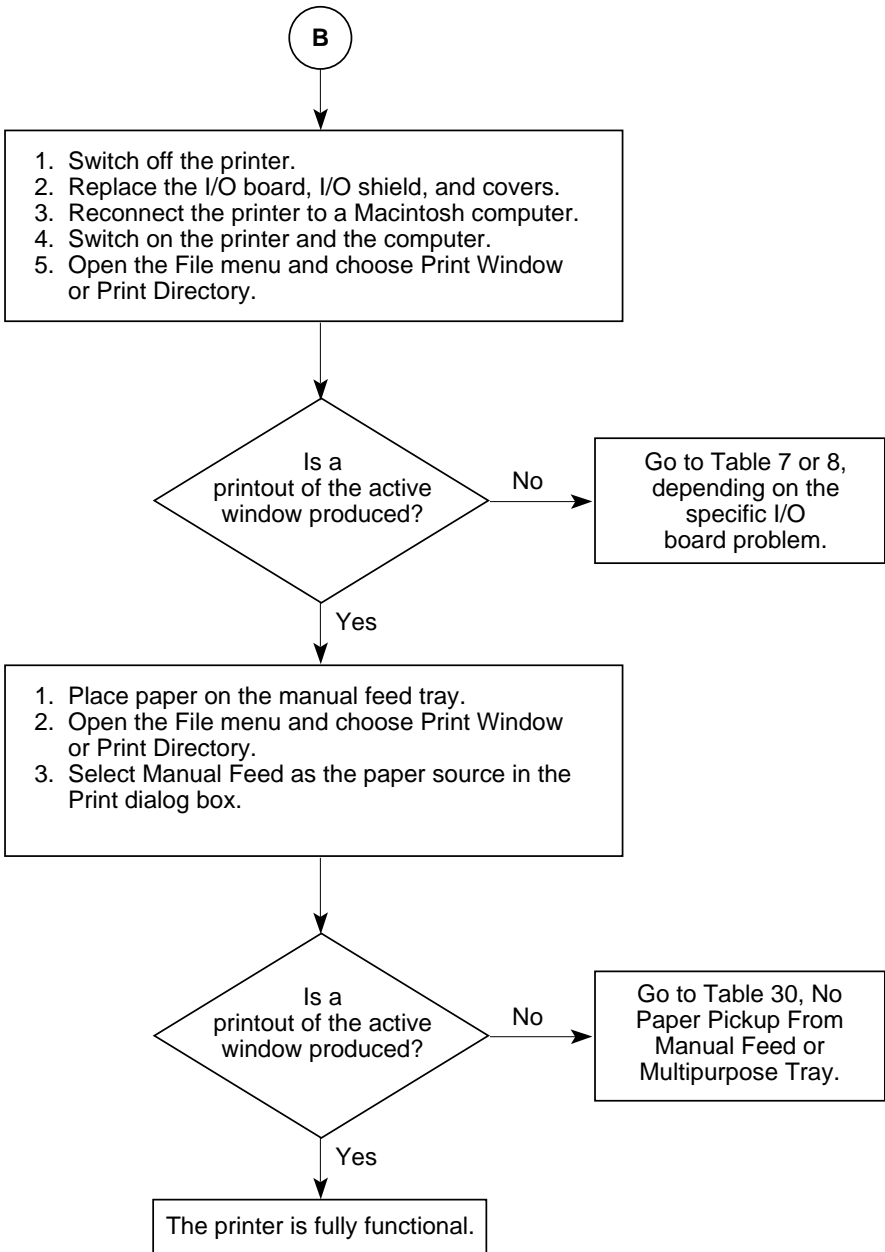 B
1. Switch off the printer.
2. Replace the I/O board, I/O shield, and covers.
3. Reconnect the printer to a Macintosh computer.
4. Switch on the printer and the computer.
5. Open the File menu and choose Print Window
or Print Directory.
Is a
printout of the active
window produced?
No
Go to Table 7 or 8,
depending on the
specific I/O
board problem.
Yes
1. Place paper on the manual feed tray.
2. Open the File menu and choose Print Window
or Print Directory.
3. Select Manual Feed as the paper source in the
Print dialog box.
Is a
printout of the active
window produced?
No
Go to Table 30, No
Paper Pickup From
Manual Feed or
Multipurpose Tray.
Yes
The printer is fully functional.